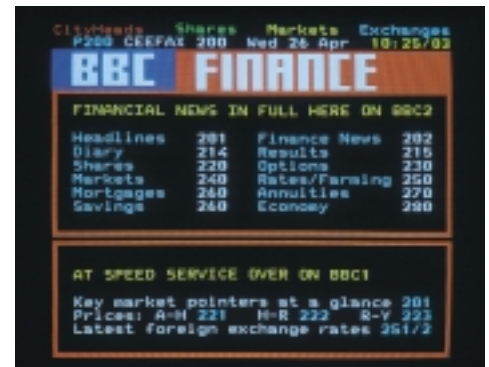 CityHeads Shares Markets Exchanges
P200 CEEFAX 200 Wed 26 Apr 10:25/03
BBC FINANCE
FINANCIAL NEWS IN FULL HERE ON BBC2
Headlines 201 Finance News 202
Diary 214 Results 215
Shares 220 Options 230
Markets 240 Rates/Farming 250
Mortgages 260 Annuities 270
Savings 260 Economy 280
AT SPEED SERVICE OVER ON BBC1
Key market pointers at a glance 201
Prices: A-H 221 H-R 222 R-Y 223
Latest foreign exchange rates 251/2